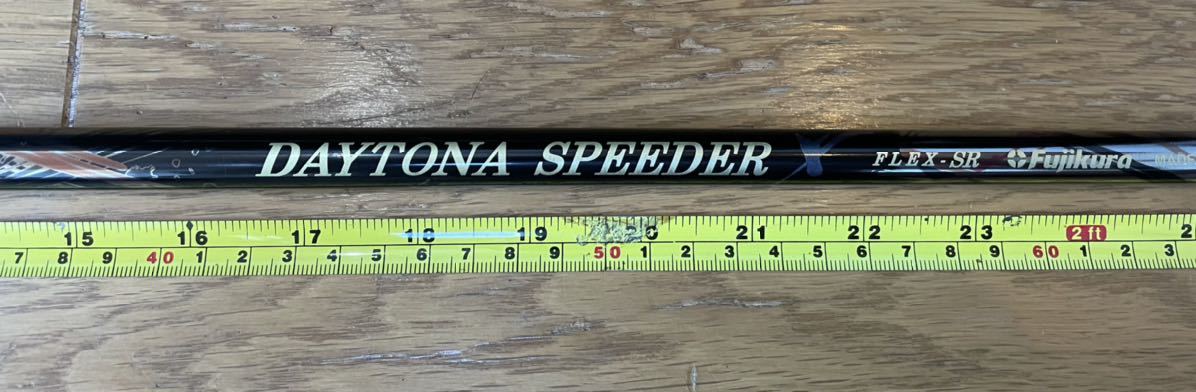 DAYTONA SPEEDER X FLEX-SR Fujikura MADE
15 16 17 18 19 20 21 22 23 2 ft
7 8 9 40 1 2 3 4 5 6 7 8 9 50 1 2 3 4 5 6 7 8 9 60 1 2 3